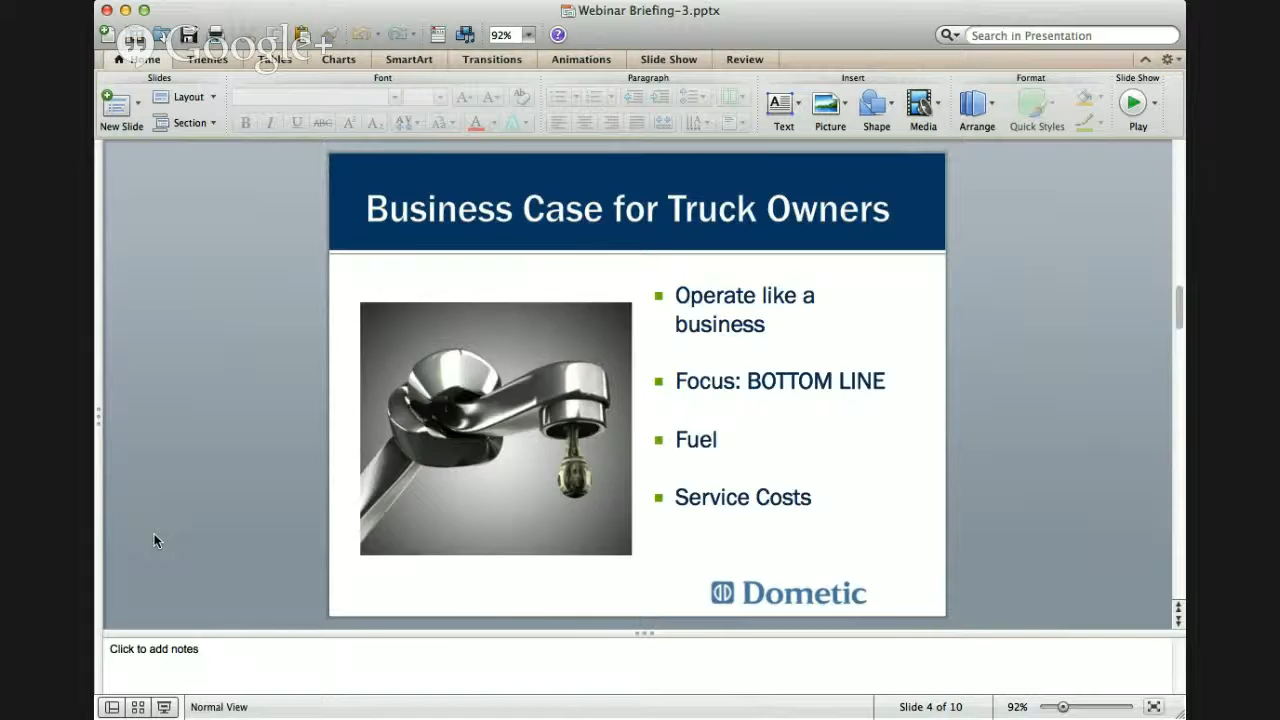 Webinar Briefing-3.pptx
92%
Search in Presentation
Google+
Home Themes Tables Charts SmartArt Transitions Animations Slide Show Review
Slides Font Paragraph Insert Format Slide Show
Layout
Section
New Slide
B I U ABC A A
Text Picture Shape Media Arrange Quick Styles Play
Business Case for Truck Owners
Operate like a
business
Focus: BOTTOM LINE
Fuel
Service Costs
Dometic
Click to add notes
Normal View
Slide 4 of 10
92%